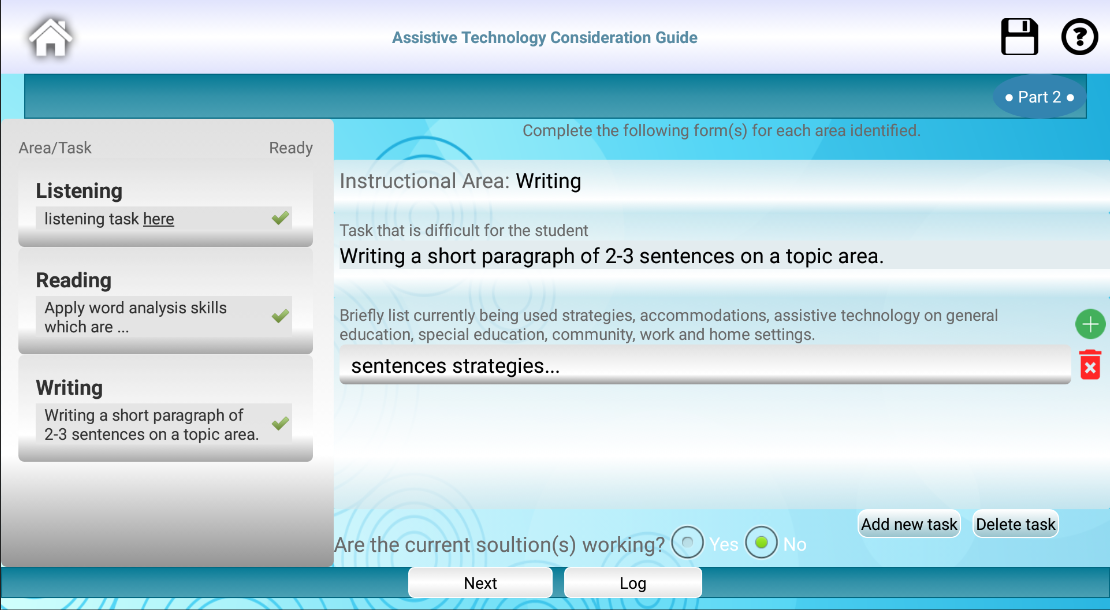 Assistive Technology Consideration Guide
● Part 2 ●
Complete the following form(s) for each area identified.
Area/Task Ready
Listening
listening task here
Reading
Apply word analysis skills
which are ...
Writing
Writing a short paragraph of
2-3 sentences on a topic area.
Instructional Area: Writing
Task that is difficult for the student
Writing a short paragraph of 2-3 sentences on a topic area.
Briefly list currently being used strategies, accommodations, assistive technology on general
education, special education, community, work and home settings.
sentences strategies...
Add new task Delete task
Are the current soultion(s) working? Yes No
Next Log